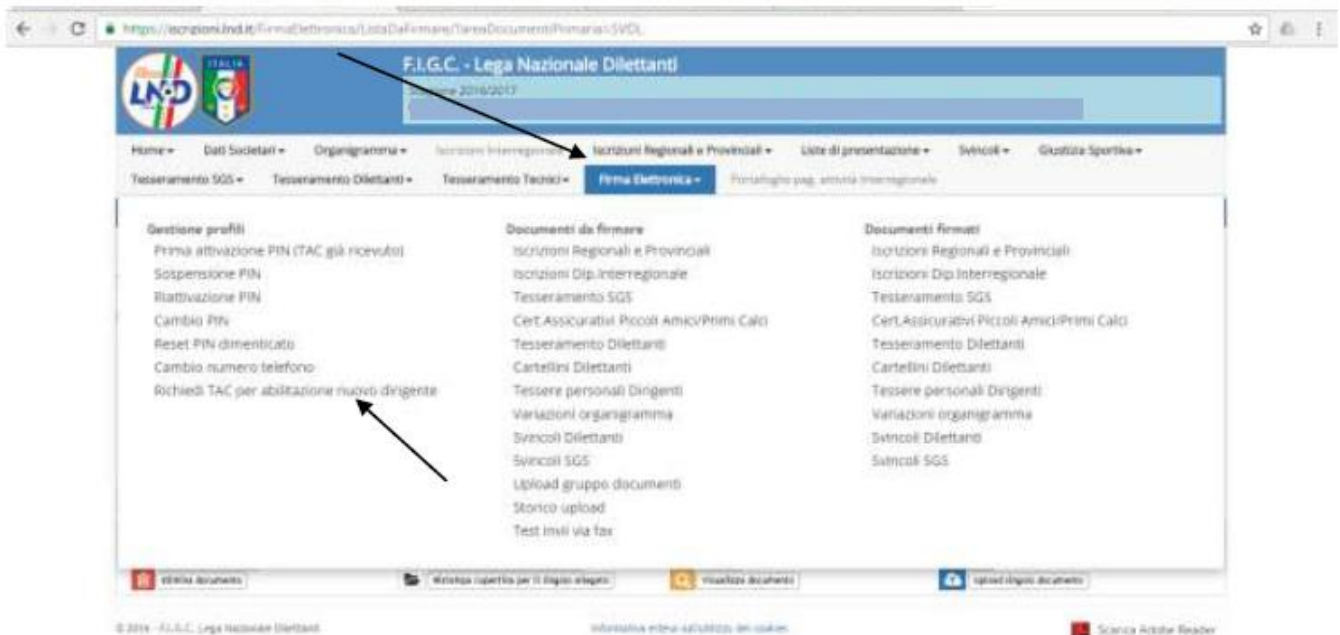 https://iscrizioni.lnd.it/FirmaElettronica/ListaDaFirmare/?areaDocumentiPrimaria=SVDL
LND
ITALIA
F.I.G.C. - Lega Nazionale Dilettanti
Stagione 2016/2017
Home Dati Societari Organigramma Iscrizioni Interregionali Iscrizioni Regionali e Provinciali Liste di presentazione Svincoli Giustizia Sportiva
Tesseramento SGS Tesseramento Dilettanti Tesseramento Tecnici Firma Elettronica Portafoglio pag. attività interregionale
Gestione profili
Prima attivazione PIN (TAC già ricevuto)
Sospensione PIN
Riattivazione PIN
Cambio PIN
Reset PIN dimenticato
Cambio numero telefono
Richiedi TAC per abilitazione nuovo dirigente
Documenti da firmare
Iscrizioni Regionali e Provinciali
Iscrizioni Dip.Interregionale
Tesseramento SGS
Cert.Assicurativi Piccoli Amici/Primi Calci
Tesseramento Dilettanti
Cartellini Dilettanti
Tessere personali Dirigenti
Variazioni organigramma
Svincoli Dilettanti
Svincoli SGS
Upload gruppo documenti
Storico upload
Test invii via fax
Documenti firmati
Iscrizioni Regionali e Provinciali
Iscrizioni Dip.Interregionale
Tesseramento SGS
Cert.Assicurativi Piccoli Amici/Primi Calci
Tesseramento Dilettanti
Cartellini Dilettanti
Tessere personali Dirigenti
Variazioni organigramma
Svincoli Dilettanti
Svincoli SGS
elimina documento ristampa copertina per il singolo allegato visualizza documento upload singolo documento
© 2016 - F.I.G.C. Lega Nazionale Dilettanti Informativa estesa sull'utilizzo dei cookies Scarica Adobe Reader